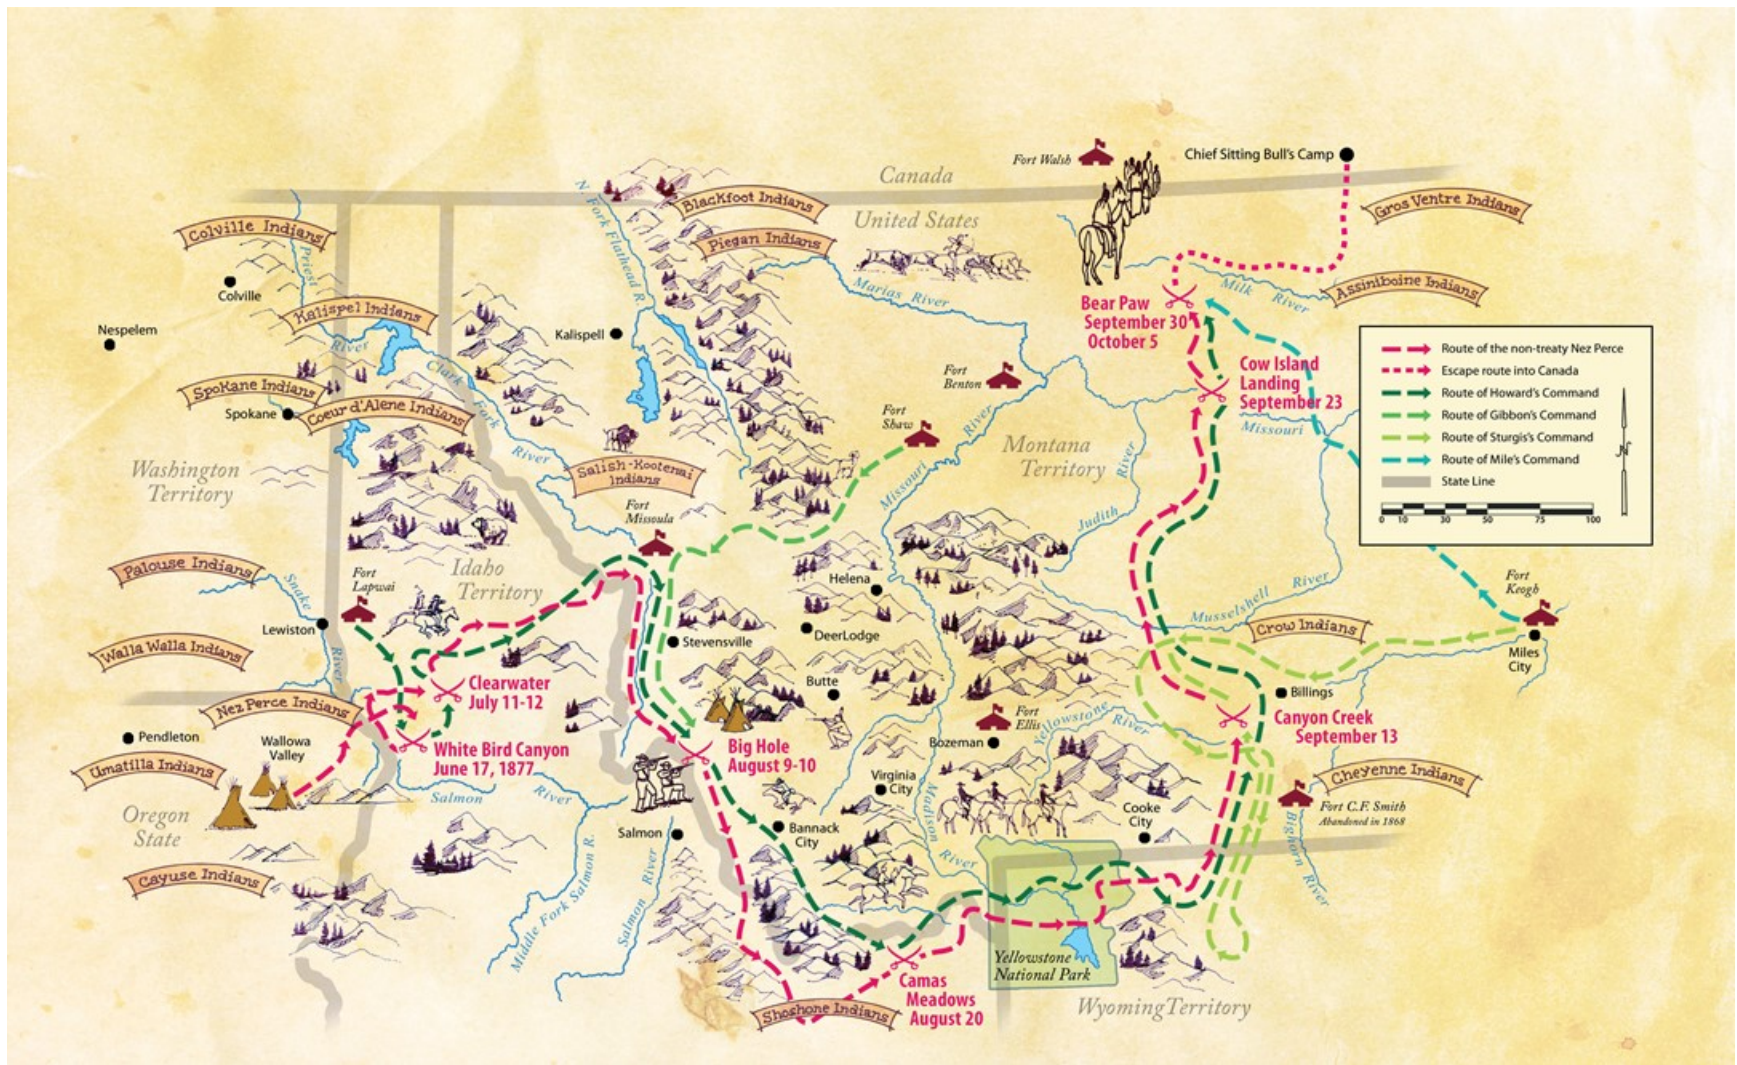 Canada
United States
Fort Walsh
Chief Sitting Bull's Camp
Blackfoot Indians
Piegan Indians
Gros Ventre Indians
Assiniboine Indians
Colville Indians
Priest
Colville
Kalispel Indians
River
Nespelem
Spokane Indians
Spokane
Coeur d'Alene Indians
Clark Fork
River
N. Fork Flathead R.
Kalispell
Marias River
Milk River
Bear Paw
September 30
October 5
Cow Island
Landing
September 23
Missouri
Fort
Benton
Fort
Shaw
River
Missouri
Montana
Territory
River
Judith
Route of the non-treaty Nez Perce
Escape route into Canada
Route of Howard's Command
Route of Gibbon's Command
Route of Sturgis's Command
Route of Mile's Command
State Line
0 10 30 50 75 100
N
Washington
Territory
Salish-Kootenai
Indians
Fort
Missoula
Palouse Indians
Snake
River
Fort
Lapwai
Idaho
Territory
Lewiston
Helena
DeerLodge
Stevensville
Butte
Musselshell River
Crow Indians
Fort
Keogh
Miles
City
Billings
Walla Walla Indians
Nez Perce Indians
Clearwater
July 11-12
Pendleton
Wallowa
Valley
White Bird Canyon
June 17, 1877
Umatilla Indians
Big Hole
August 9-10
Fort
Ellis
Yellowstone River
Bozeman
Canyon Creek
September 13
Cheyenne Indians
Fort C.F. Smith
Abandoned in 1868
Bighorn River
Oregon
State
Salmon River
Salmon
Virginia
City
Madison River
Cooke
City
Bannack
City
Cayuse Indians
Middle Fork Salmon R.
Salmon River
Yellowstone
National Park
Camas
Meadows
August 20
Shoshone Indians
Wyoming Territory